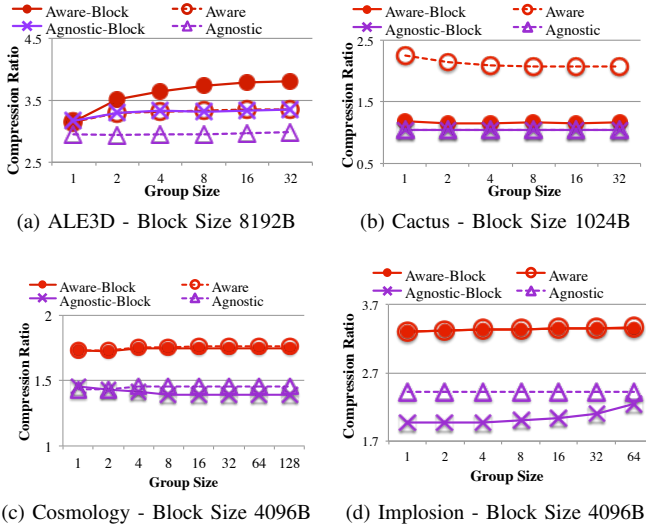 Aware-Block Aware
Agnostic-Block Agnostic
4.5
3.5
2.5
Compression Ratio
1 2 4 8 16 32
Group Size
(a) ALE3D - Block Size 8192B
Aware-Block Aware
Agnostic-Block Agnostic
2.5
1.5
0.5
Compression Ratio
1 2 4 8 16 32
Group Size
(b) Cactus - Block Size 1024B
Aware-Block Aware
Agnostic-Block Agnostic
2
1.5
1
Compression Ratio
1 2 4 8 16 32 64 128
Group Size
(c) Cosmology - Block Size 4096B
Aware-Block Aware
Agnostic-Block Agnostic
3.7
2.7
1.7
Compression Ratio
1 2 4 8 16 32 64
Group Size
(d) Implosion - Block Size 4096B